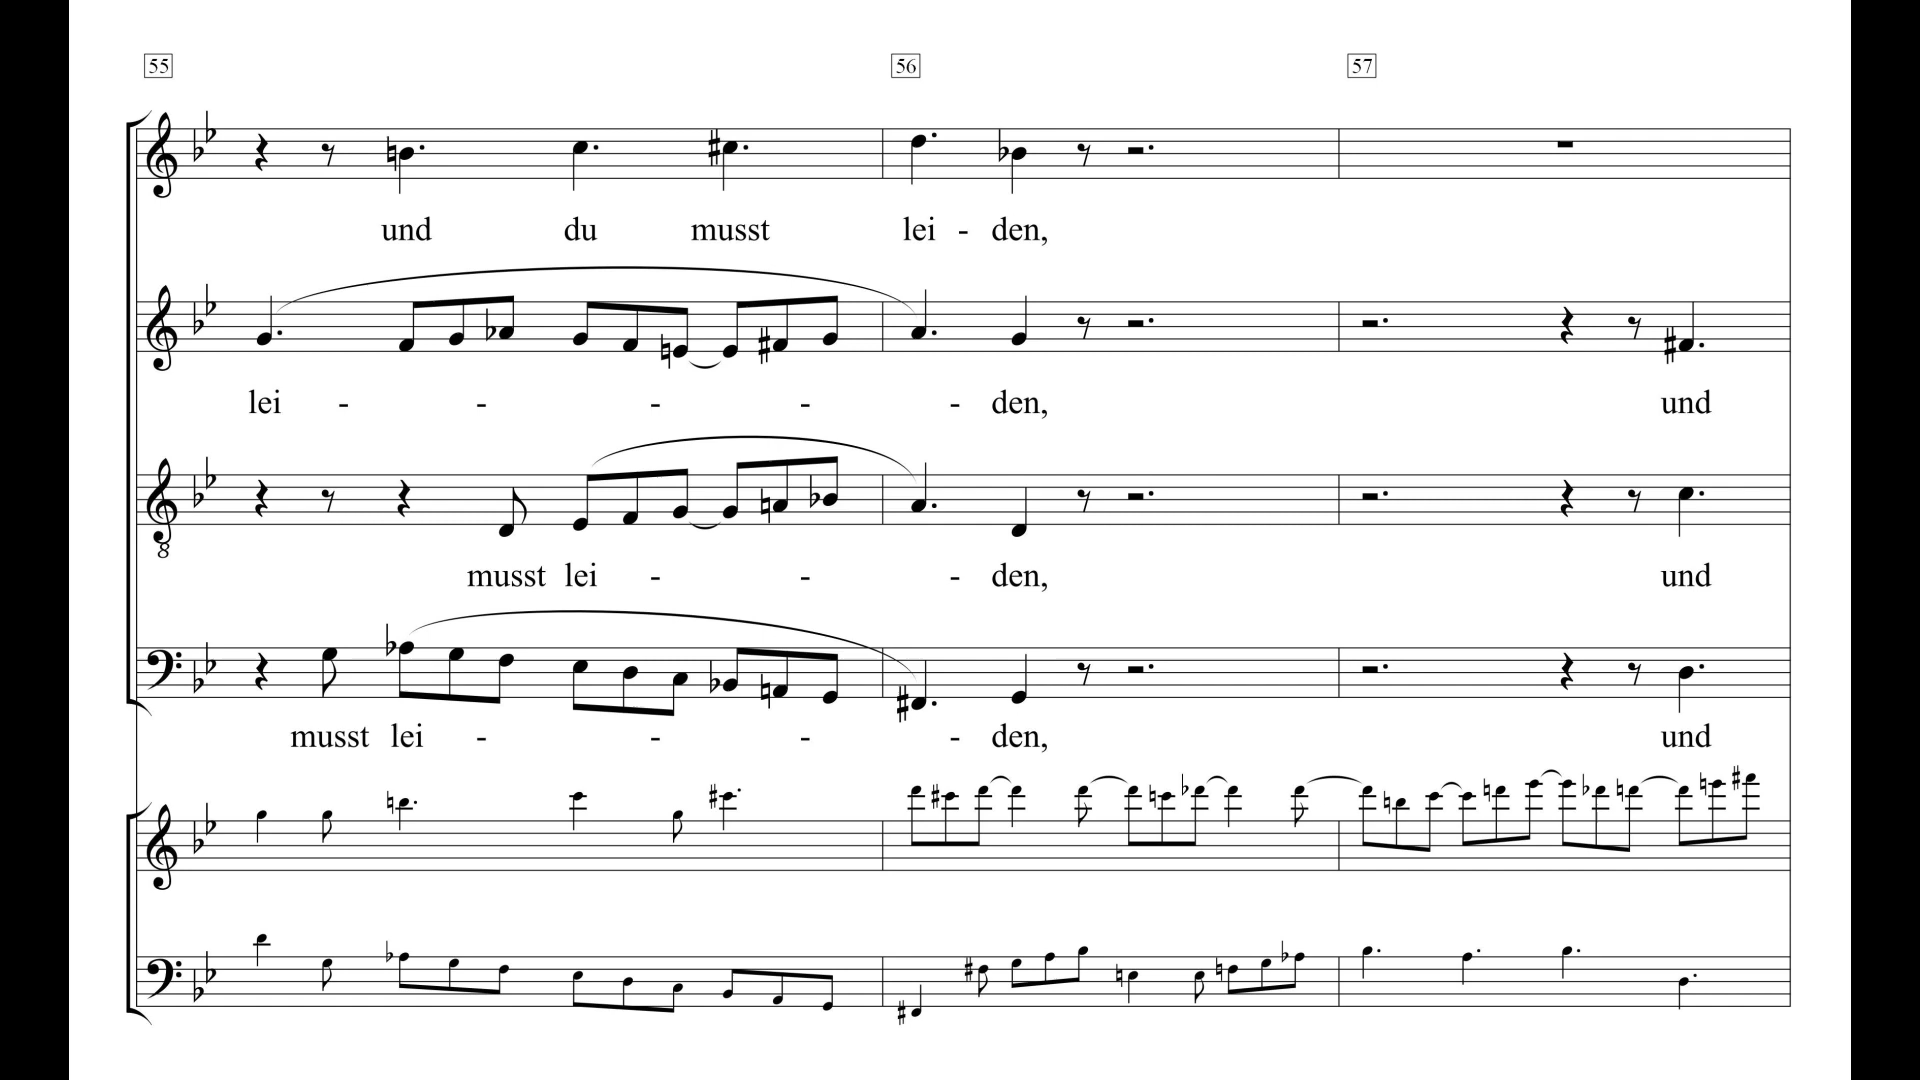 55 56 57
und du musst lei - den,
lei - - - - - den, und
8
musst lei - - - den, und
musst lei - - - - den, und